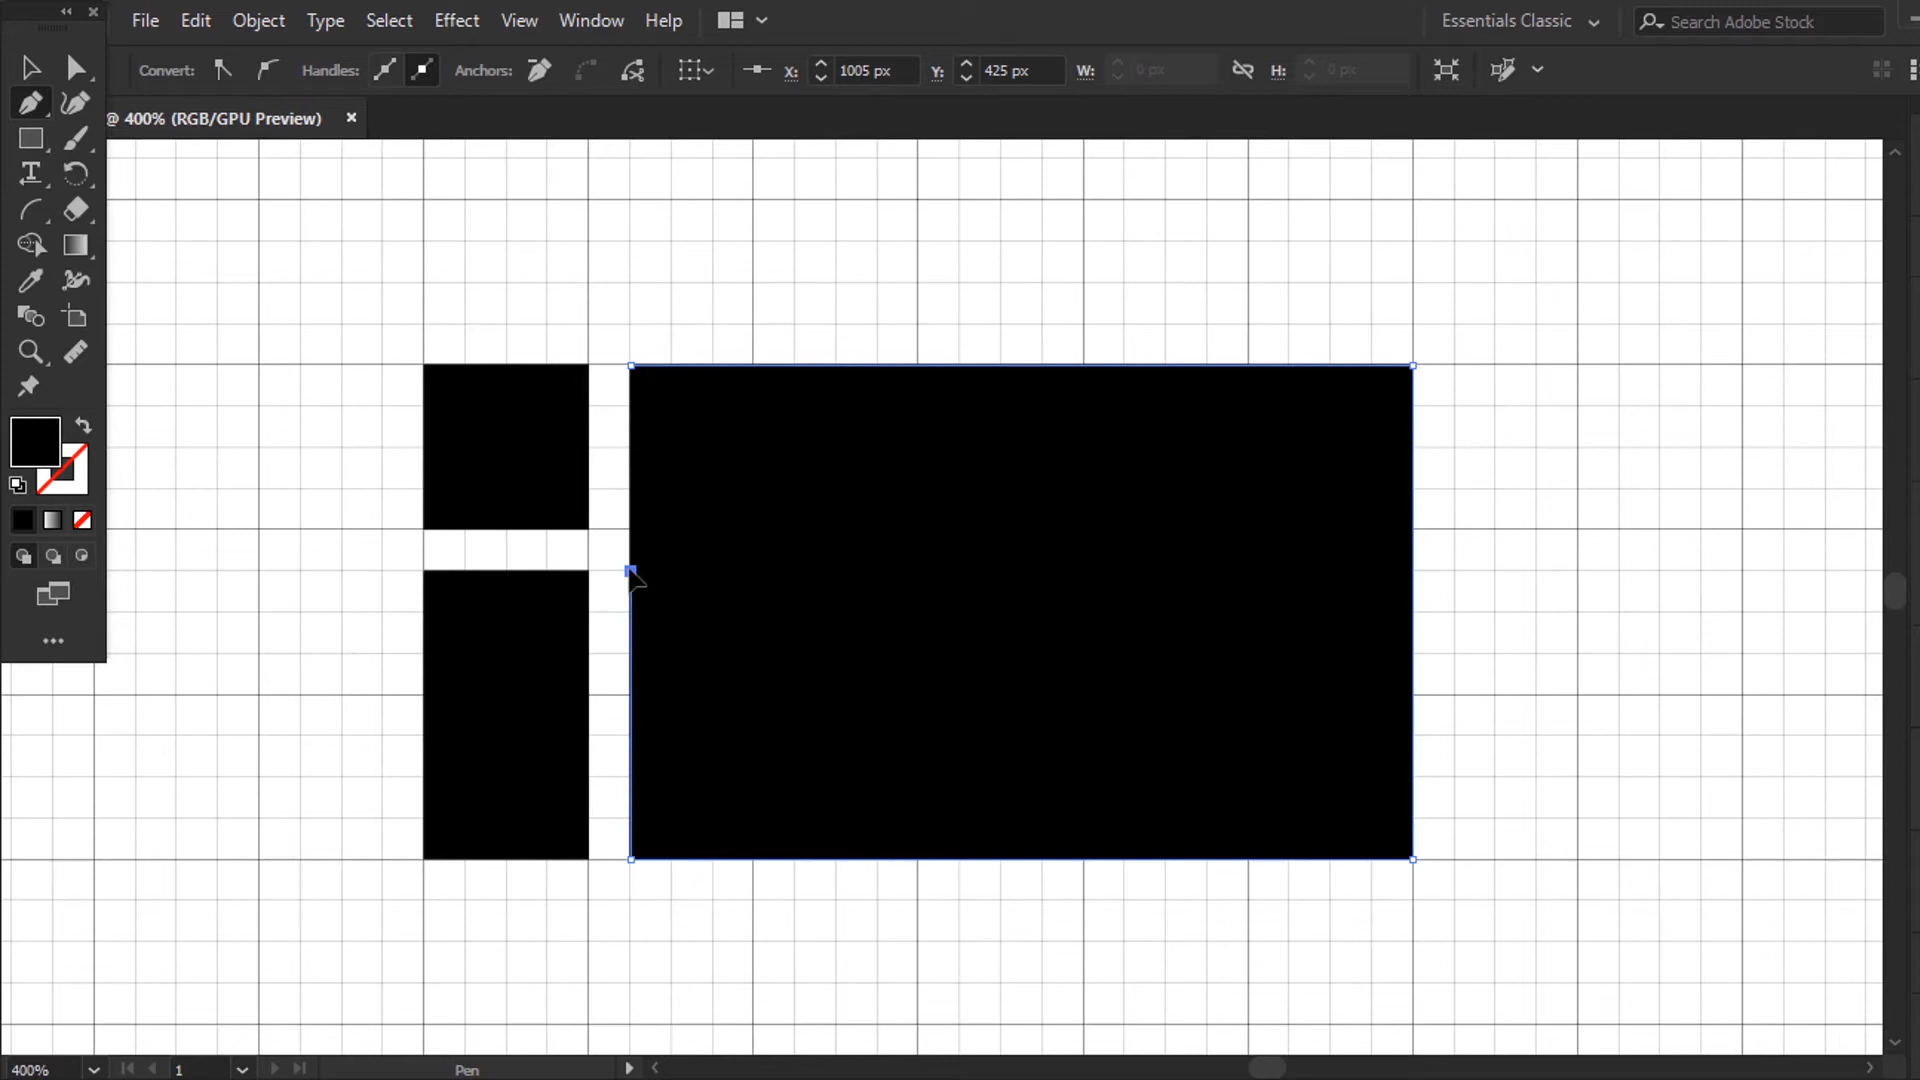 File Edit Object Type Select Effect View Window Help Essentials Classic Search Adobe Stock
Convert: Handles: Anchors: X: 1005 px Y: 425 px W: 0 px H: 0 px
@ 400% (RGB/GPU Preview) ×
400% 1 Pen